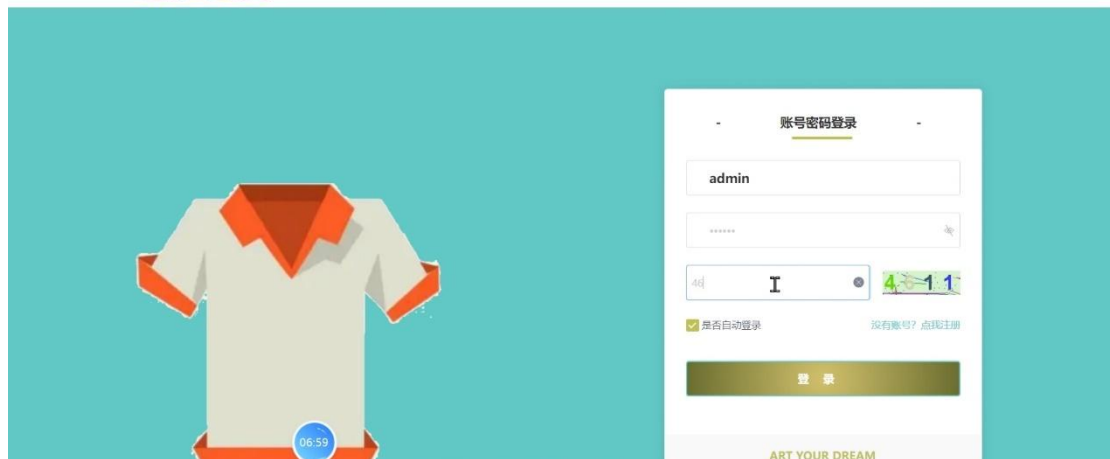 - 账号密码登录 -
admin
••••••
46
4611
是否自动登录
没有账号？点我注册
登 录
06:59
ART YOUR DREAM